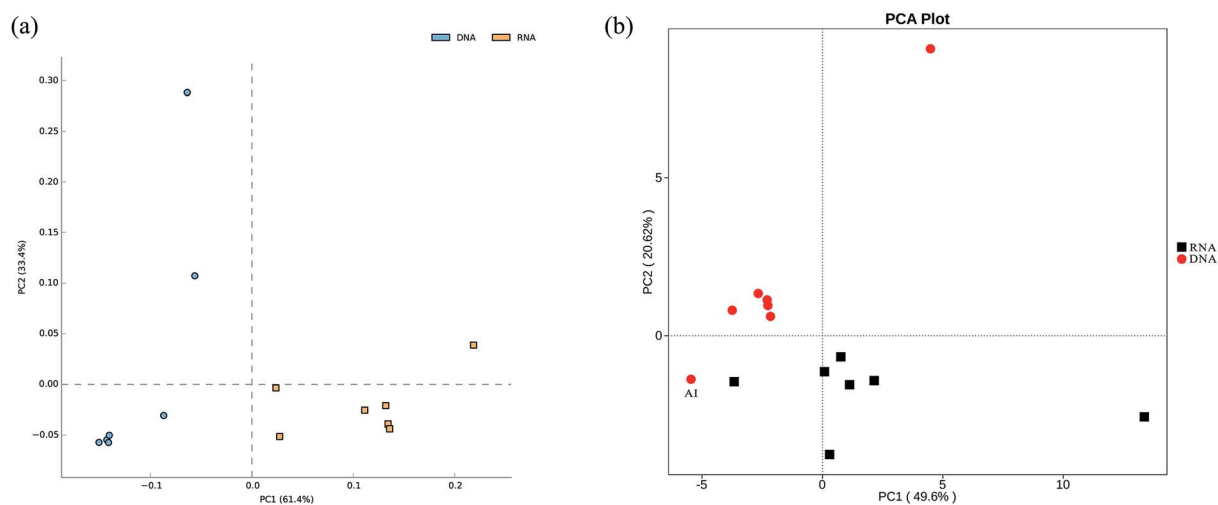 (a)
DNA RNA
0.30
0.25
0.20
0.15
0.10
0.05
0.00
−0.05
PC2 (33.4%)
−0.1 0.0 0.1 0.2
PC1 (61.4%)
(b)
PCA Plot
5
0
PC2 ( 20.62% )
AI
-5 0 5 10
PC1 ( 49.6% )
RNA
DNA